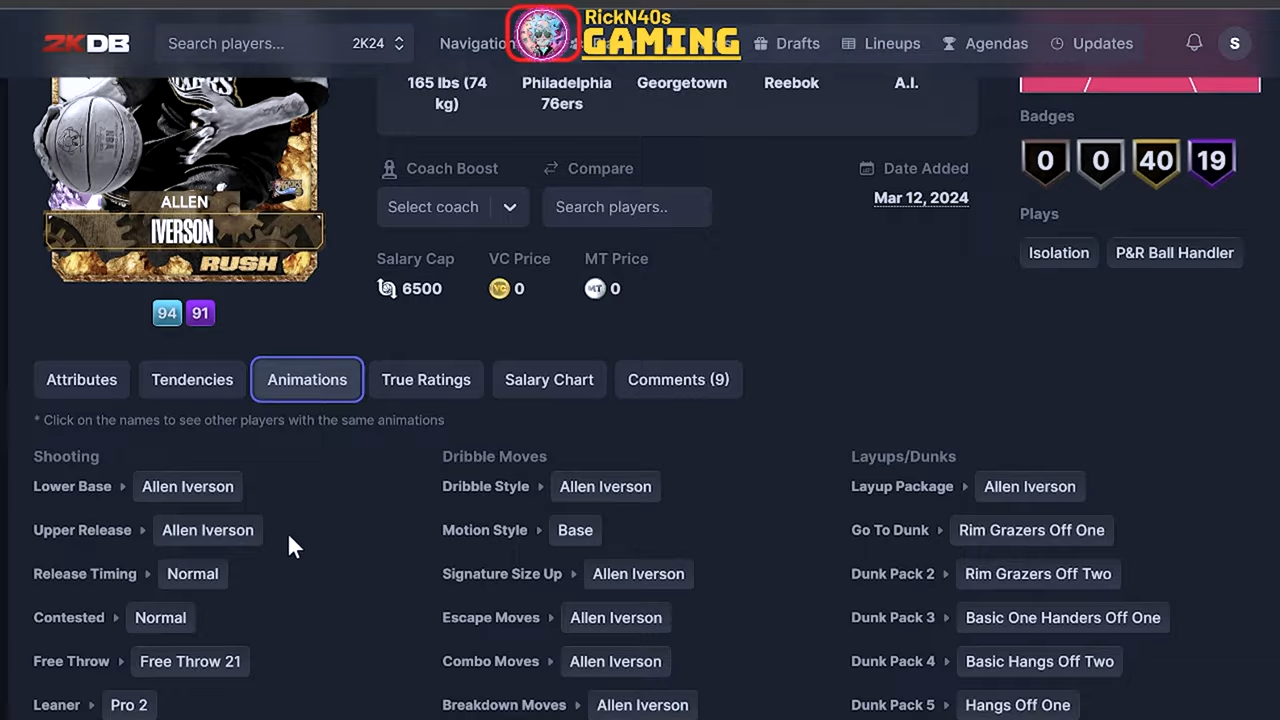 RickN40s
GAMING
2KDB
Search players...
2K24
Navigation
Drafts
Lineups
Agendas
Updates
S
165 lbs (74 kg)
Philadelphia 76ers
Georgetown
Reebok
A.I.
ALLEN
IVERSON
RUSH
94 91
Coach Boost
Compare
Date Added
Select coach
Search players..
Mar 12, 2024
Salary Cap
VC Price
MT Price
6500
VC 0
MT 0
Badges
0 0 40 19
Plays
Isolation
P&R Ball Handler
Attributes
Tendencies
Animations
True Ratings
Salary Chart
Comments (9)
* Click on the names to see other players with the same animations
Shooting
Lower Base Allen Iverson
Upper Release Allen Iverson
Release Timing Normal
Contested Normal
Free Throw Free Throw 21
Leaner Pro 2
Dribble Moves
Dribble Style Allen Iverson
Motion Style Base
Signature Size Up Allen Iverson
Escape Moves Allen Iverson
Combo Moves Allen Iverson
Breakdown Moves Allen Iverson
Layups/Dunks
Layup Package Allen Iverson
Go To Dunk Rim Grazers Off One
Dunk Pack 2 Rim Grazers Off Two
Dunk Pack 3 Basic One Handers Off One
Dunk Pack 4 Basic Hangs Off Two
Dunk Pack 5 Hangs Off One